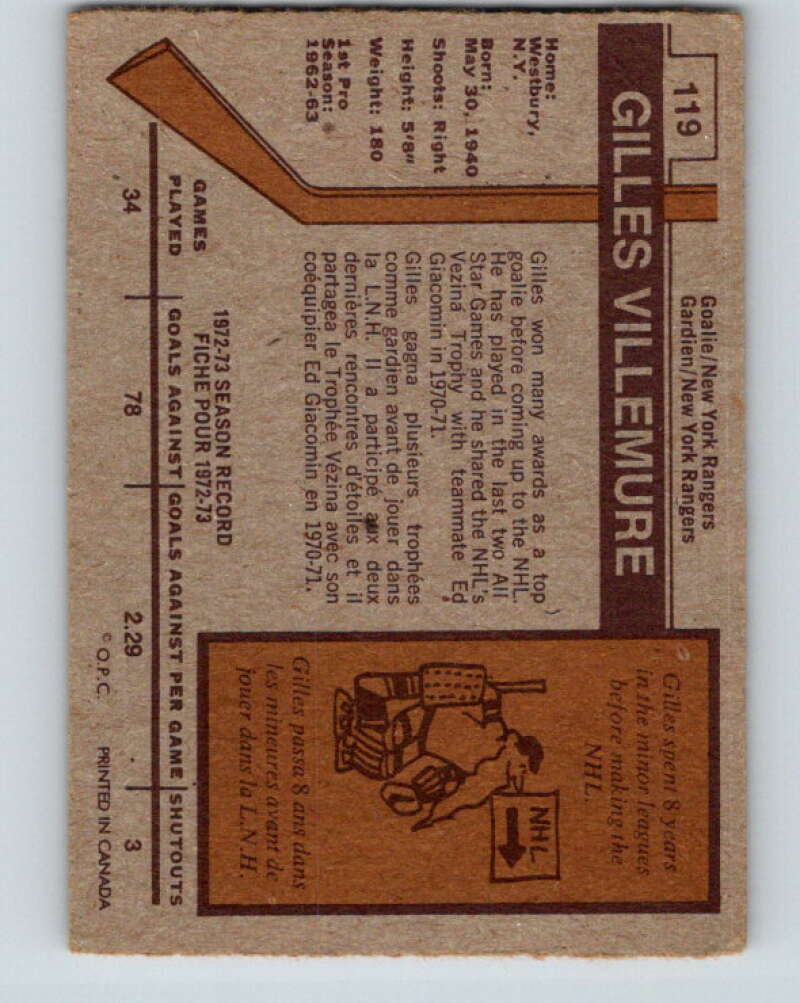 119
GILLES VILLEMURE
Goalie/New York Rangers
Gardien/New York Rangers
Home:
Westbury,
N.Y.
Born:
May 30, 1940
Shoots: Right
Height: 5'8"
Weight: 180
1st Pro
Season:
1962-63
Gilles won many awards as a top
goalie before coming up to the NHL.
He has played in the last two All
Star Games and he shared the NHL's
Vezina Trophy with teammate Ed
Giacomin in 1970-71.
Gilles gagna plusieurs trophées
comme gardien avant de jouer dans
la L.N.H. Il a participé aux deux
dernières rencontres d'étoiles et il
partagea le Trophée Vézina avec son
coéquipier Ed Giacomin en 1970-71.
Gilles spent 8 years
in the minor leagues
before making the
NHL.
NHL
Gilles passa 8 ans dans
les mineures avant de
jouer dans la L.N.H.
1972-73 SEASON RECORD
FICHE POUR 1972-73
GAMES
PLAYED GOALS AGAINST GOALS AGAINST PER GAME SHUTOUTS
34 78 2.29 3
© O.P.C. PRINTED IN CANADA